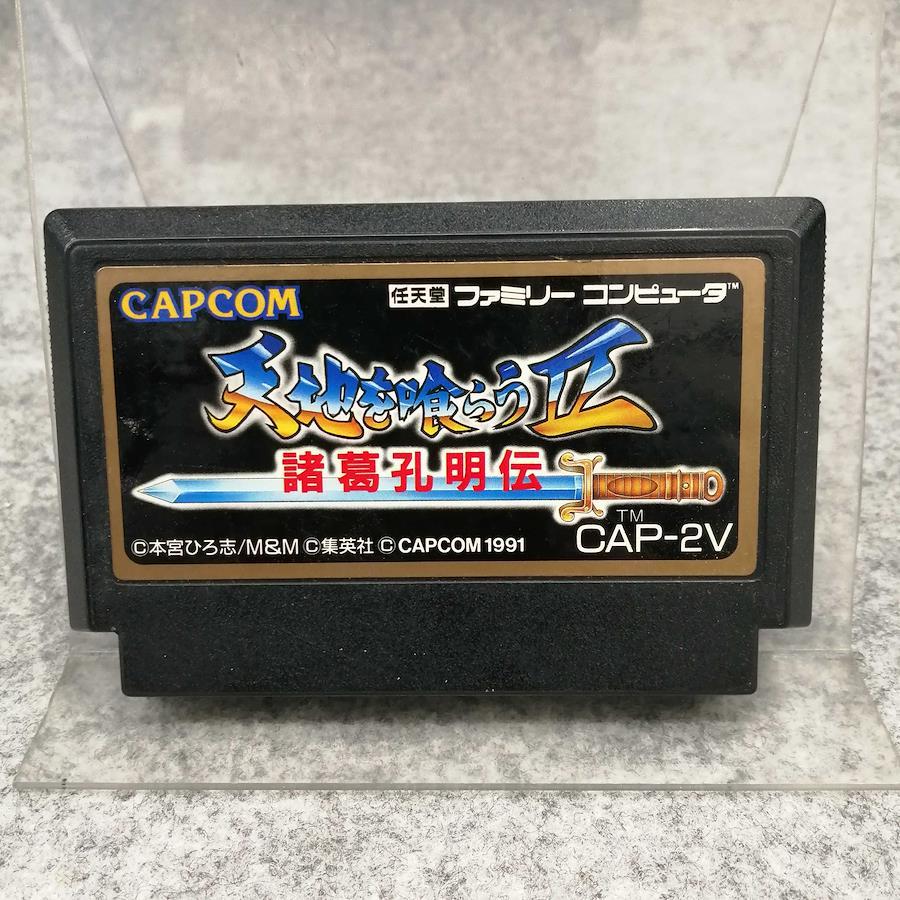 CAPCOM
任天堂 ファミリー コンピュータ™
天地を喰らうII
諸葛孔明伝
TM
©本宮ひろ志/M&M ©集英社 ©CAPCOM 1991
CAP-2V